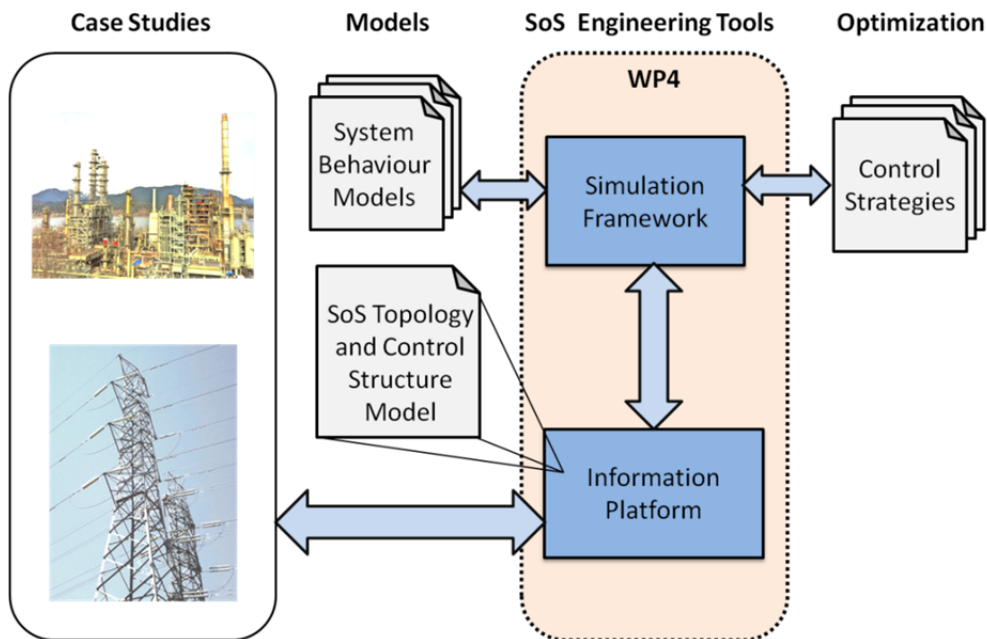 Case Studies
Models
SoS Engineering Tools
Optimization
WP4
System
Behaviour
Models
Simulation
Framework
Control
Strategies
SoS Topology
and Control
Structure
Model
Information
Platform